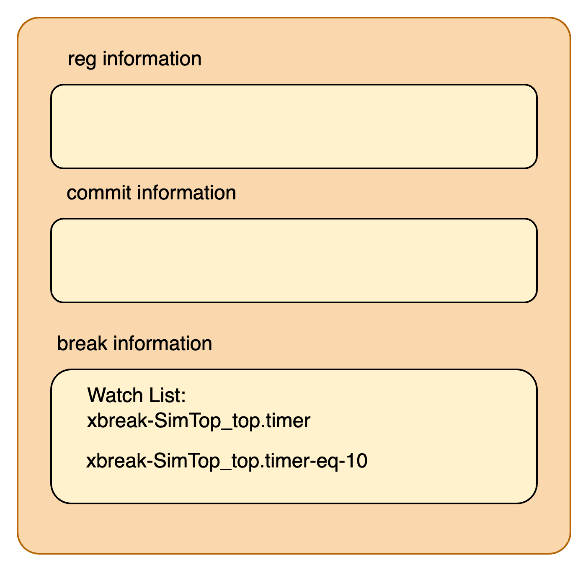 reg information
commit information
break information
Watch List:
xbreak-SimTop_top.timer
xbreak-SimTop_top.timer-eq-10